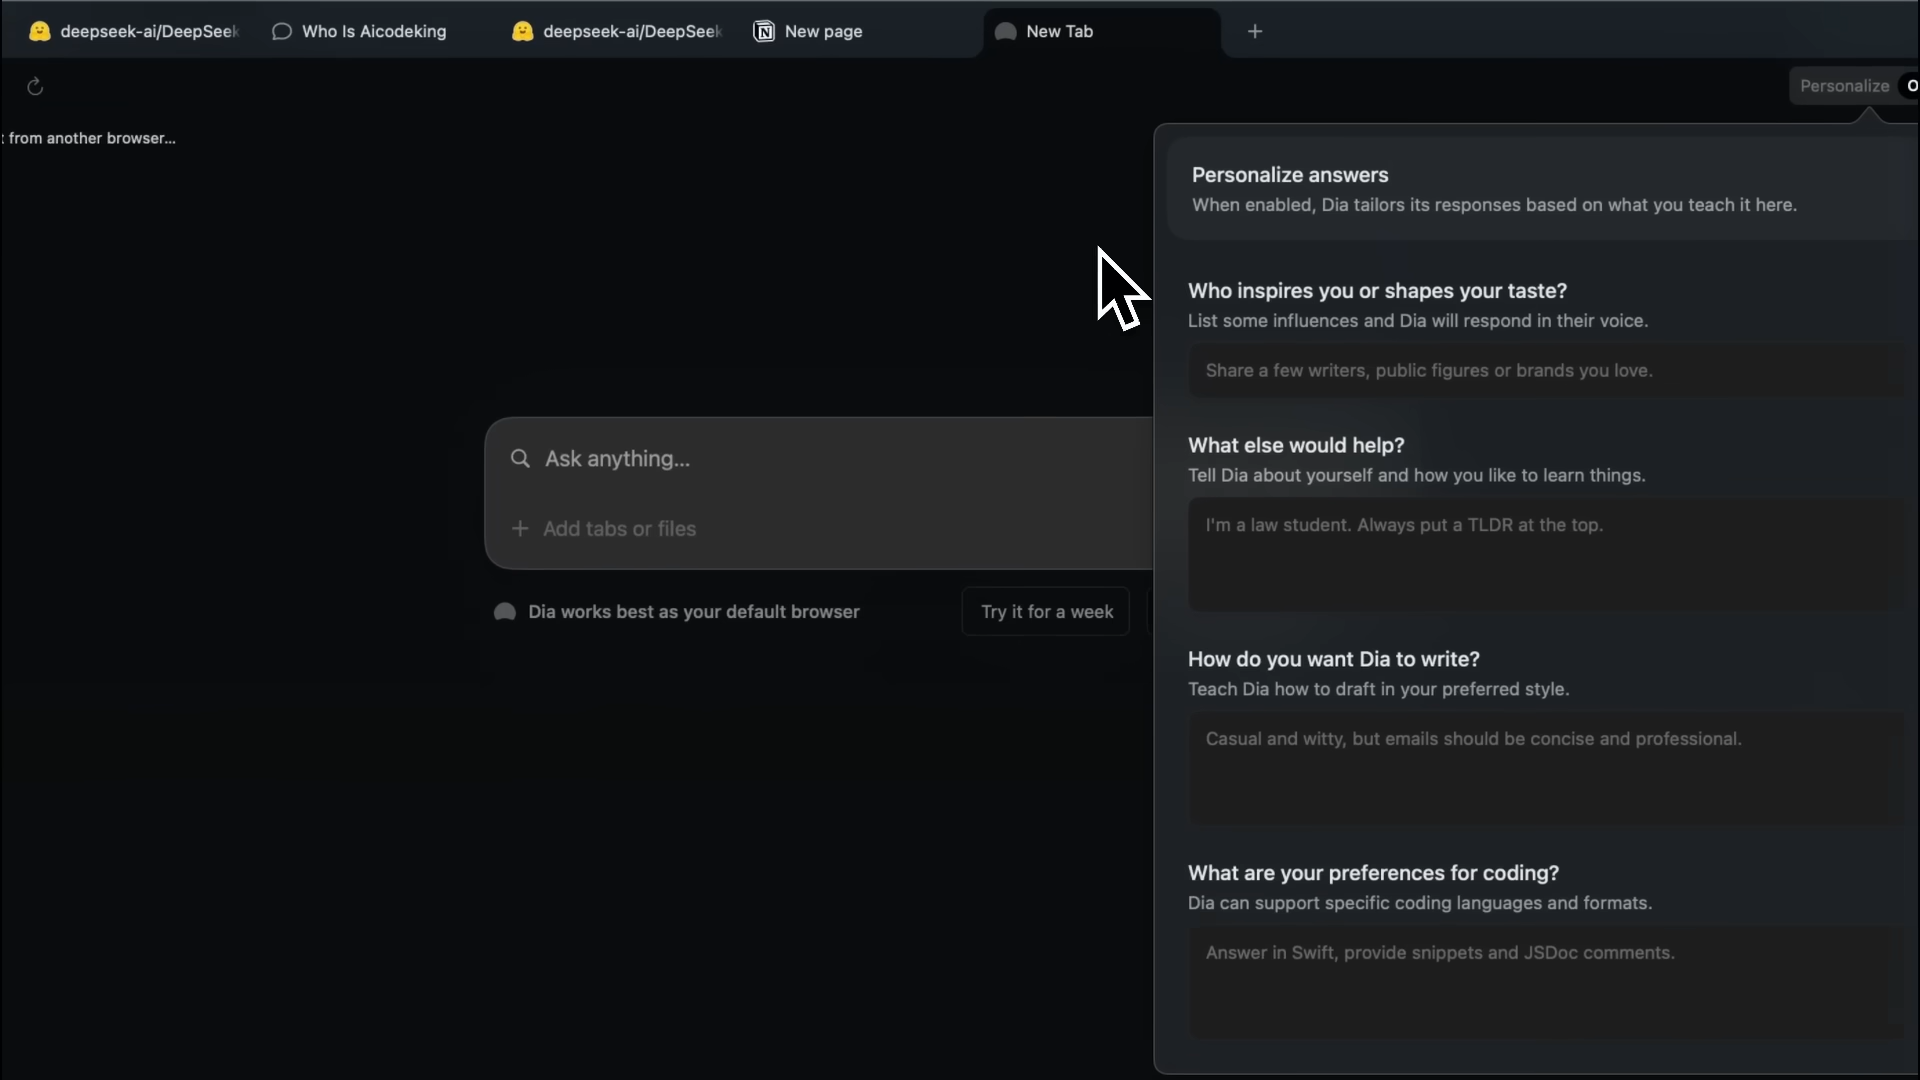 deepseek-ai/DeepSeek
Who Is Aicodeking
deepseek-ai/DeepSeek
New page
New Tab
Personalize
from another browser...
Personalize answers
When enabled, Dia tailors its responses based on what you teach it here.
Who inspires you or shapes your taste?
List some influences and Dia will respond in their voice.
Share a few writers, public figures or brands you love.
Ask anything...
Add tabs or files
Dia works best as your default browser
Try it for a week
What else would help?
Tell Dia about yourself and how you like to learn things.
I'm a law student. Always put a TLDR at the top.
How do you want Dia to write?
Teach Dia how to draft in your preferred style.
Casual and witty, but emails should be concise and professional.
What are your preferences for coding?
Dia can support specific coding languages and formats.
Answer in Swift, provide snippets and JSDoc comments.